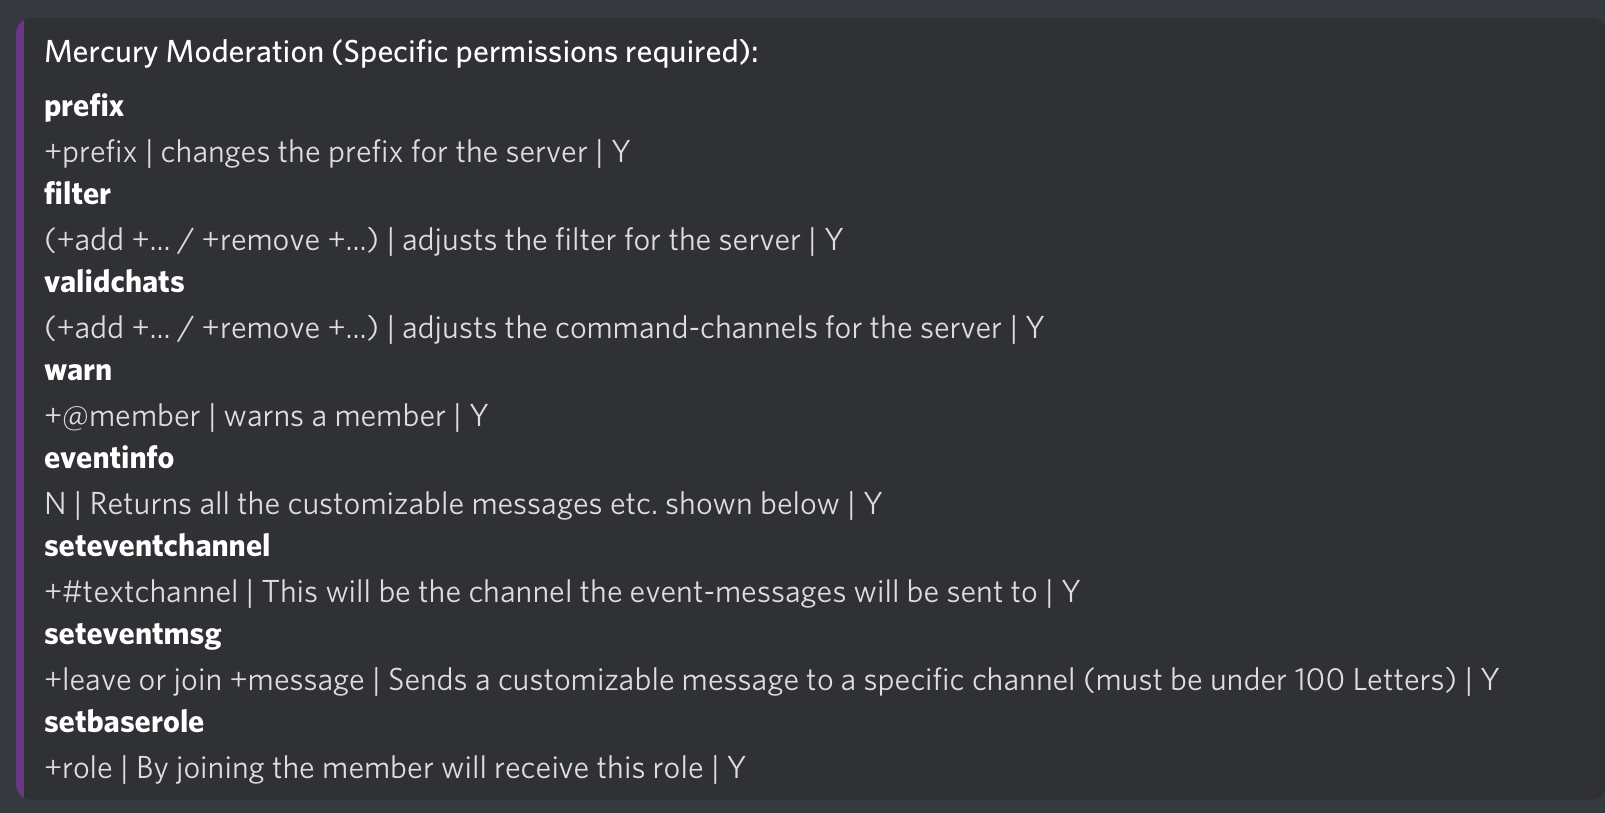 Mercury Moderation (Specific permissions required):
prefix
+prefix | changes the prefix for the server | Y
filter
(+add +... / +remove +...) | adjusts the filter for the server | Y
validchats
(+add +... / +remove +...) | adjusts the command-channels for the server | Y
warn
+@member | warns a member | Y
eventinfo
N | Returns all the customizable messages etc. shown below | Y
seteventchannel
+#textchannel | This will be the channel the event-messages will be sent to | Y
seteventmsg
+leave or join +message | Sends a customizable message to a specific channel (must be under 100 Letters) | Y
setbaserole
+role | By joining the member will receive this role | Y